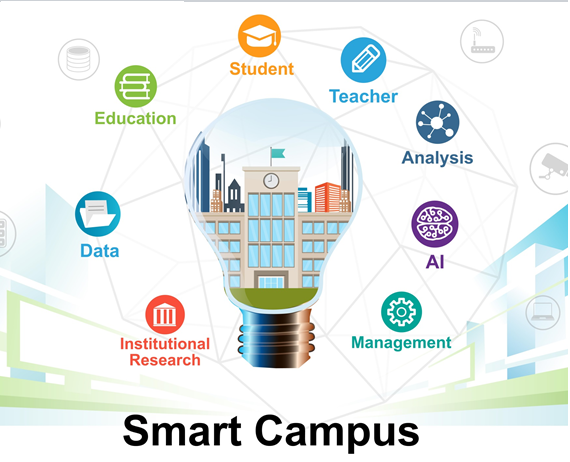 Student
Teacher
Education
Analysis
Data
AI
Institutional
Research
Management
Smart Campus